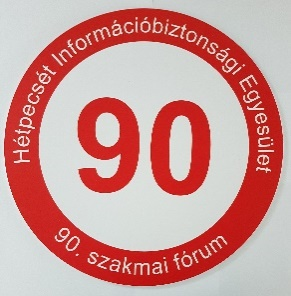 Hétpecsét Információbiztonsági Egyesület
90
90. szakmai fórum